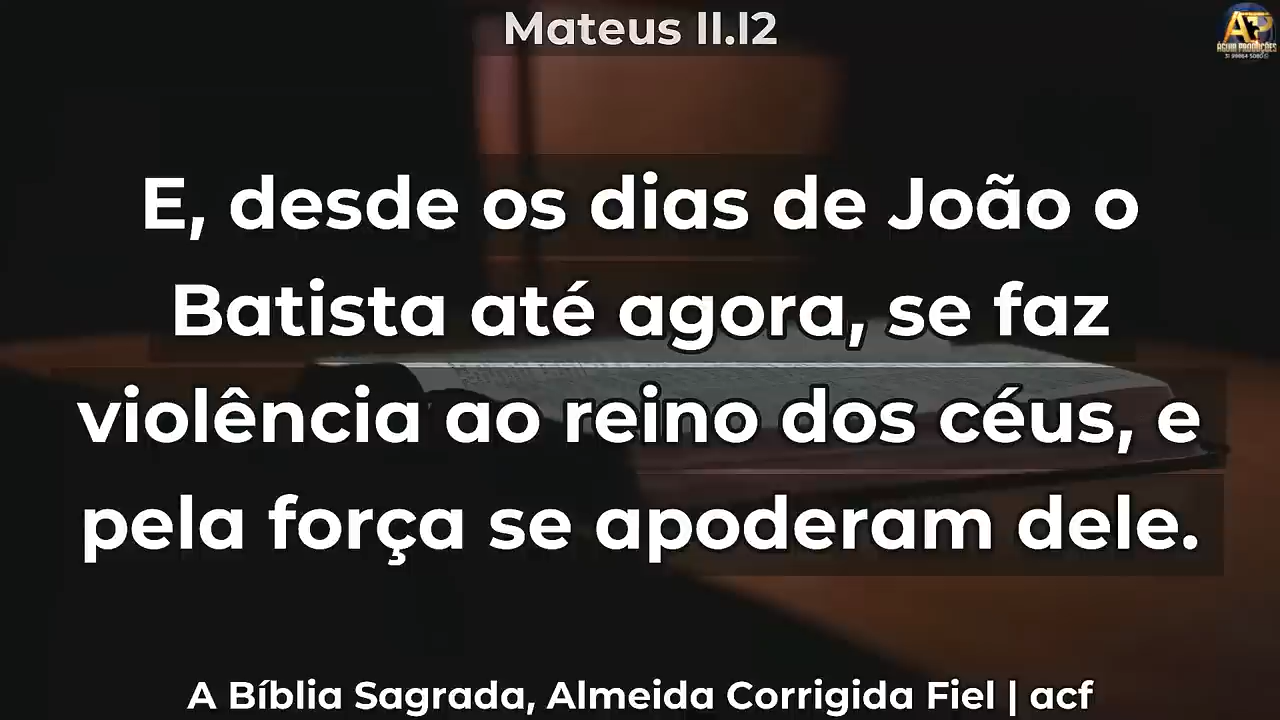 Mateus 11.12
E, desde os dias de João o
Batista até agora, se faz
violência ao reino dos céus, e
pela força se apoderam dele.
A Bíblia Sagrada, Almeida Corrigida Fiel | acf